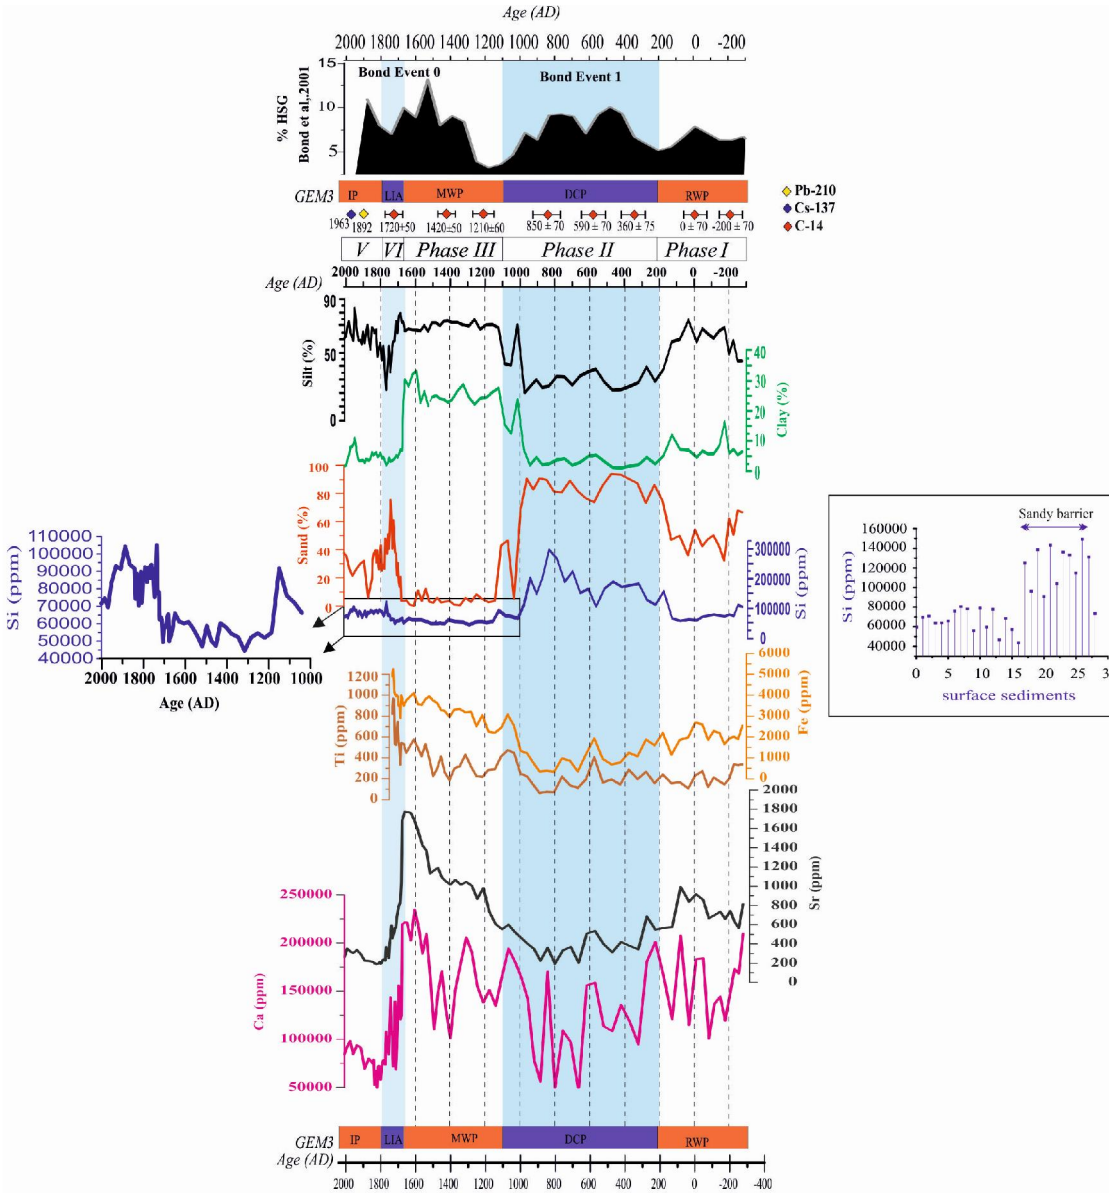 Age (AD)
2000 1800 1600 1400 1200 1000 800 600 400 200 0 -200
15
10
5
% HSG
Bond et al,.2001
Bond Event 0
Bond Event 1
GEM3
IP LIA MWP DCP RWP
1963 1892 1720+50 1420±50 1210±60 850 ± 70 590 ± 70 360 ± 75 0 ± 70 -200 ± 70
Pb-210
Cs-137
C-14
V VI Phase III Phase II Phase I
2000 1800 1600 1400 1200 1000 800 600 400 200 0 -200
Age (AD)
90
50
0
Silt (%)
40
30
20
10
0
Clay (%)
100
80
60
40
20
0
Sand (%)
300000
200000
100000
0
Si (ppm)
110000
100000
90000
80000
70000
60000
50000
40000
Si (ppm)
2000 1800 1600 1400 1200 1000
Age (AD)
Sandy barrier
160000
140000
120000
100000
80000
60000
40000
Si (ppm)
0 5 10 15 20 25 30
surface sediments
6000
5000
4000
3000
2000
1000
0
Fe (ppm)
1200
1000
800
600
400
200
0
Ti (ppm)
2000
1800
1600
1400
1200
1000
800
600
400
200
0
Sr (ppm)
250000
200000
150000
100000
50000
Ca (ppm)
GEM3
IP LIA MWP DCP RWP
Age (AD)
2000 1800 1600 1400 1200 1000 800 600 400 200 0 -200 -400